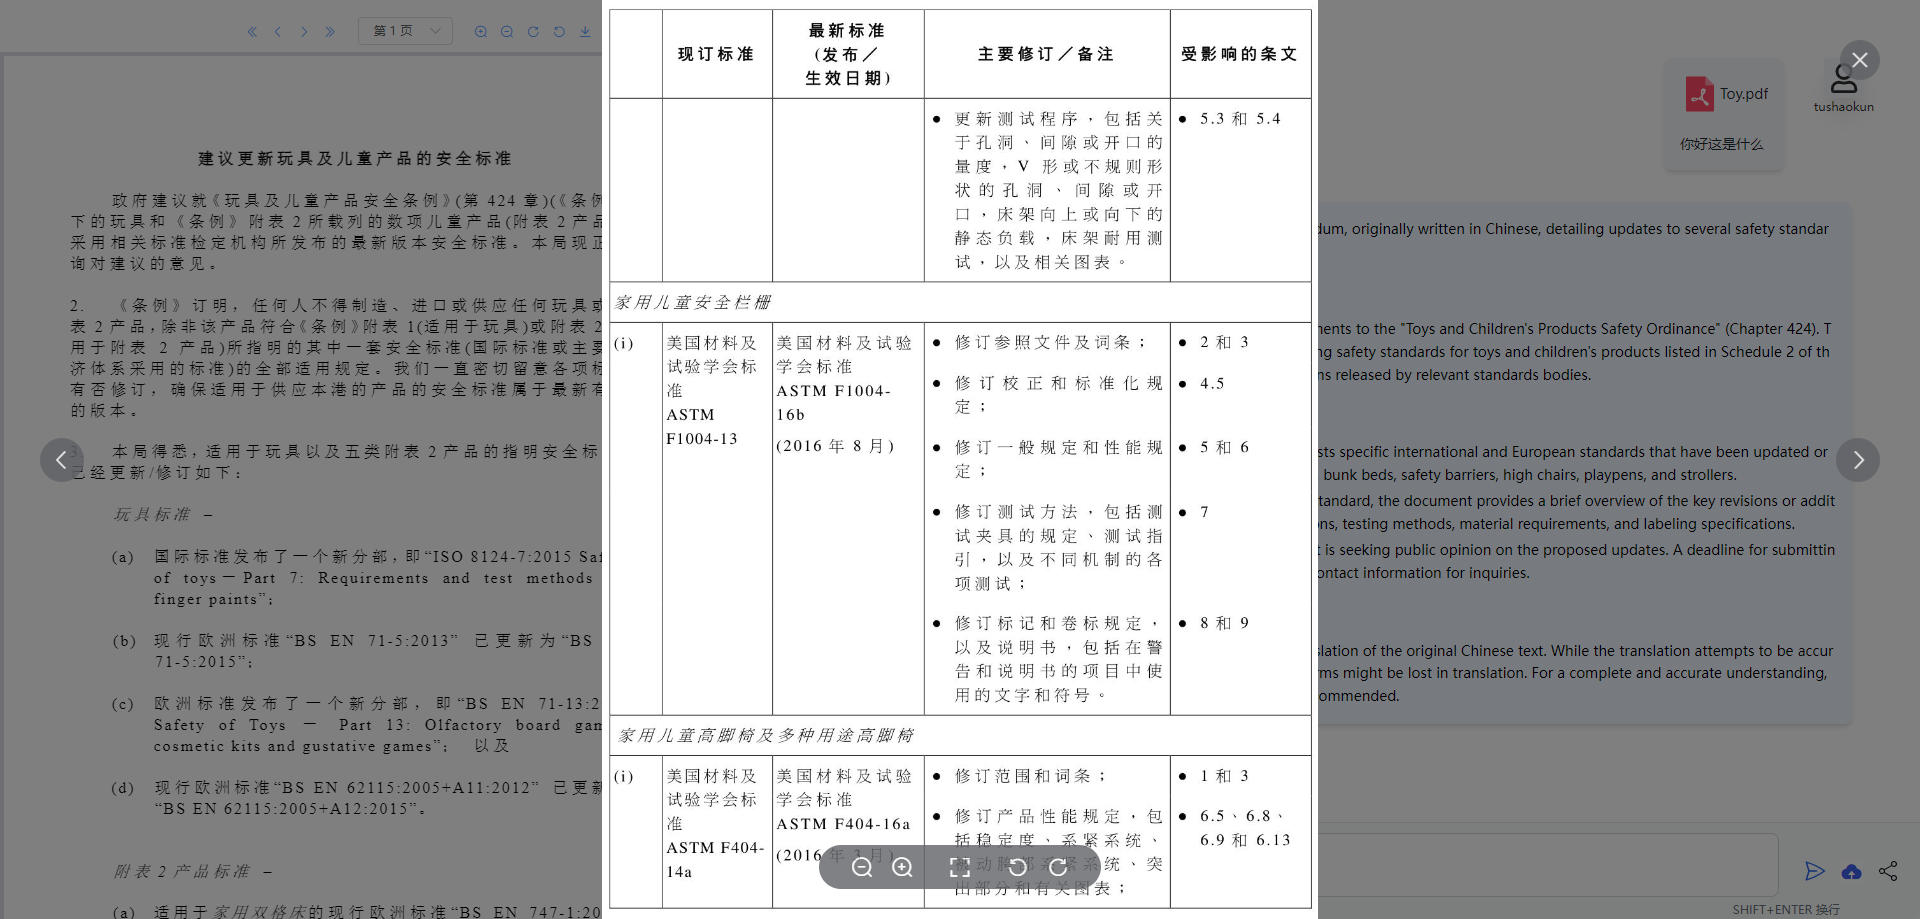 第1页
建议更新玩具及儿童产品的安全标准
政府建议就《玩具及儿童产品安全条例》(第 424 章)(《条例
下的玩具和《条例》附表 2 所载列的数项儿童产品(附表 2 产品
采用相关标准检定机构所发布的最新版本安全标准。本局现正
询对建议的意见。
2. 《条例》订明，任何人不得制造、进口或供应任何玩具或
表 2 产品,除非该产品符合《条例》附表 1(适用于玩具)或附表 2
用于附表 2 产品)所指明的其中一套安全标准(国际标准或主要
济体系采用的标准)的全部适用规定。我们一直密切留意各项标
有否修订，确保适用于供应本港的产品的安全标准属于最新有
的版本。
本局得悉,适用于玩具以及五类附表 2 产品的指明安全标
已经更新/修订如下：
玩具标准 –
(a) 国际标准发布了一个新分部,即“ISO 8124-7:2015 Saf
of toys－Part 7: Requirements and test methods
finger paints”;
(b) 现行欧洲标准“BS EN 71-5:2013” 已更新为“BS
71-5:2015”;
(c) 欧洲标准发布了一个新分部，即“BS EN 71-13:2
Safety of Toys － Part 13: Olfactory board gam
cosmetic kits and gustative games”; 以及
(d) 现行欧洲标准“BS EN 62115:2005+A11:2012” 已更新
“BS EN 62115:2005+A12:2015”。
附表 2 产品标准 –
(a) 适用于家用双格床的现行欧洲标准“BS EN 747-1:20
现订标准
最新标准
(发布／
生效日期)
主要修订／备注
受影响的条文
● 更新测试程序，包括关
于孔洞、间隙或开口的
量度，V 形或不规则形
状的孔洞、间隙或开
口，床架向上或向下的
静态负载，床架耐用测
试，以及相关图表。
● 5.3 和 5.4
家用儿童安全栏栅
(i)
美国材料及
试验学会标
准
ASTM
F1004-13
美国材料及试验
学会标准
ASTM F1004-
16b
(2016 年 8 月)
● 修订参照文件及词条；
● 2 和 3
● 修订校正和标准化规
定；
● 4.5
● 修订一般规定和性能规
定；
● 5 和 6
● 修订测试方法，包括测
试夹具的规定、测试指
引，以及不同机制的各
项测试；
● 7
● 修订标记和卷标规定，
以及说明书，包括在警
告和说明书的项目中使
用的文字和符号。
● 8 和 9
家用儿童高脚椅及多种用途高脚椅
(i)
美国材料及
试验学会标
准
ASTM F404-
14a
美国材料及试验
学会标准
ASTM F404-16a
(2016 年 3 月)
● 修订范围和词条；
● 1 和 3
● 修订产品性能规定，包
括稳定度、系紧系统、
被动胯部系紧系统、突
出部分和有关图表；
● 6.5、6.8、
6.9 和 6.13
Toy.pdf
你好这是什么
tushaokun
dum, originally written in Chinese, detailing updates to several safety standar
ments to the "Toys and Children's Products Safety Ordinance" (Chapter 424). T
ng safety standards for toys and children's products listed in Schedule 2 of th
ns released by relevant standards bodies.
sts specific international and European standards that have been updated or
bunk beds, safety barriers, high chairs, playpens, and strollers.
standard, the document provides a brief overview of the key revisions or addit
ons, testing methods, material requirements, and labeling specifications.
t is seeking public opinion on the proposed updates. A deadline for submittin
ontact information for inquiries.
slation of the original Chinese text. While the translation attempts to be accur
rms might be lost in translation. For a complete and accurate understanding,
ommended.
SHIFT+ENTER 换行